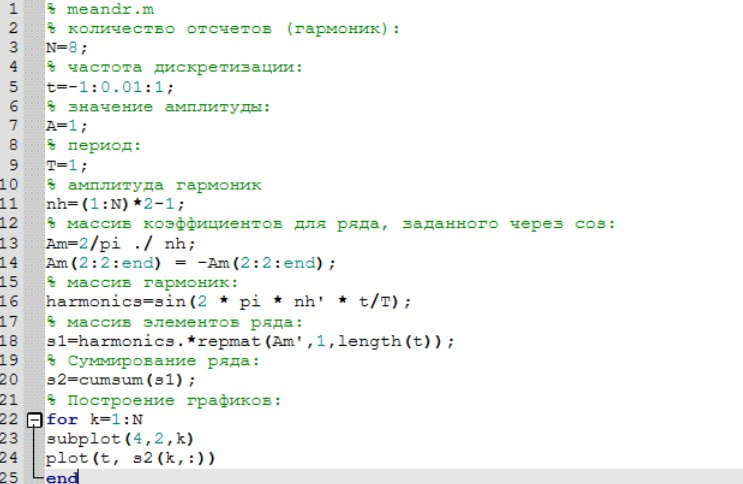 1 % meandr.m
2 % количество отсчетов (гармоник):
3 N=8;
4 % частота дискретизации:
5 t=-1:0.01:1;
6 % значение амплитуды:
7 A=1;
8 % период:
9 T=1;
10 % амплитуда гармоник
11 nh=(1:N)*2-1;
12 % массив коэффициентов для ряда, заданного через cos:
13 Am=2/pi ./ nh;
14 Am(2:2:end) = -Am(2:2:end);
15 % массив гармоник:
16 harmonics=sin(2 * pi * nh' * t/T);
17 % массив элементов ряда:
18 s1=harmonics.*repmat(Am',1,length(t));
19 % Суммирование ряда:
20 s2=cumsum(s1);
21 % Построение графиков:
22 for k=1:N
23 subplot(4,2,k)
24 plot(t, s2(k,:))
25 end